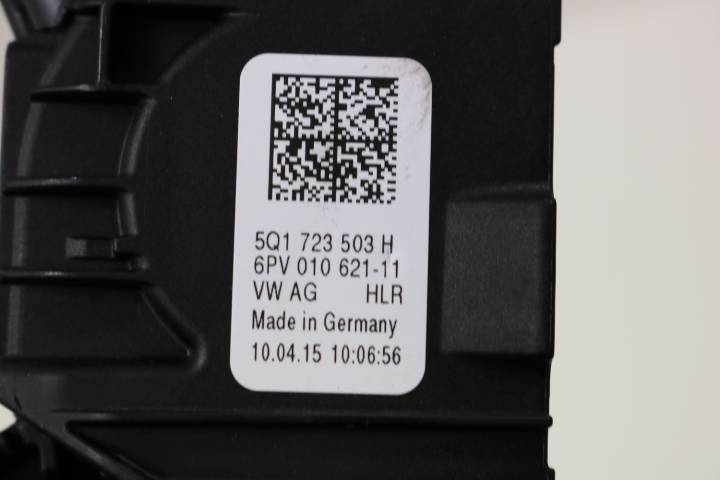 5Q1 723 503 H
6PV 010 621-11
VW AG HLR
Made in Germany
10.04.15 10:06:56